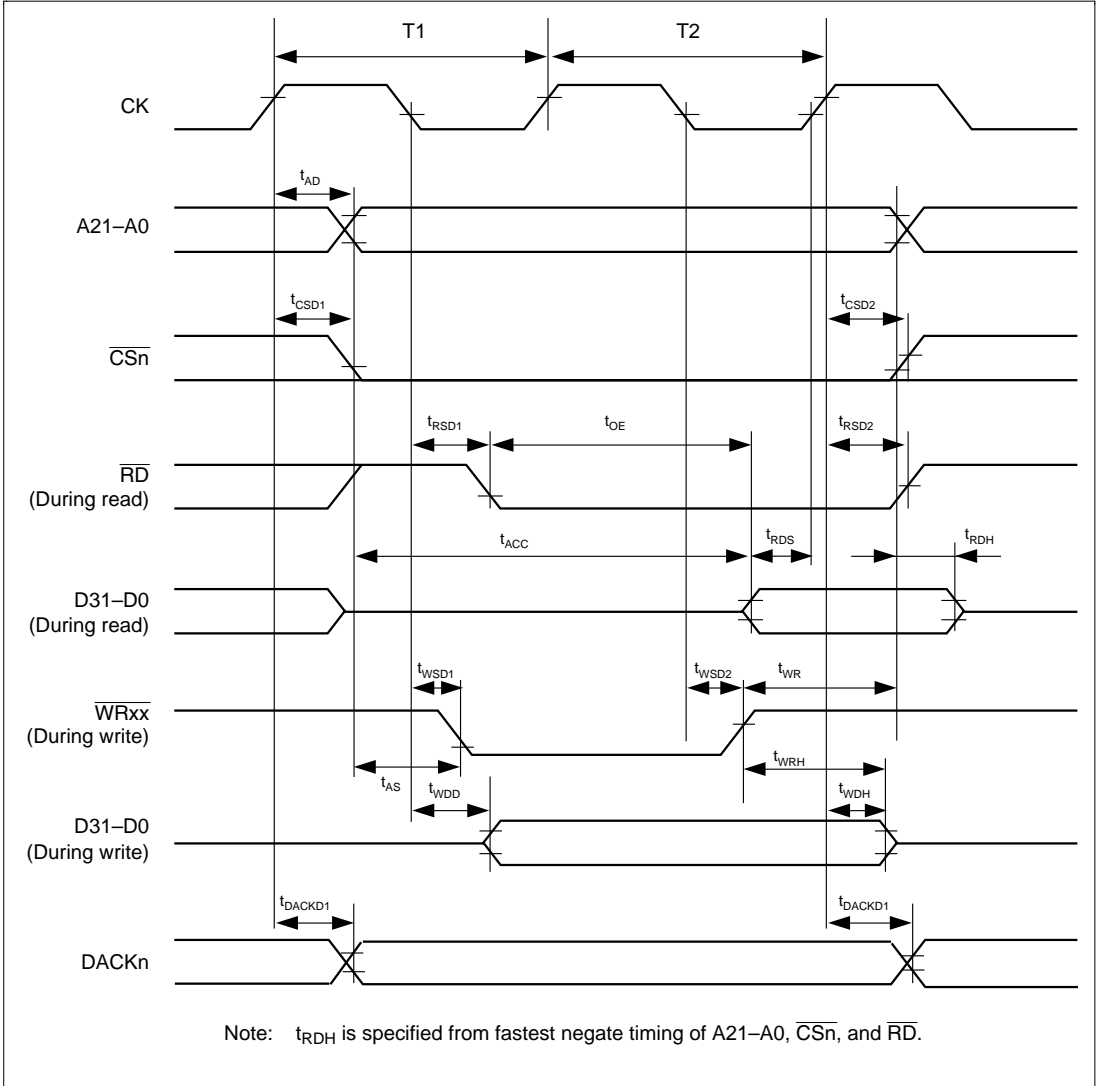 T1 T2
CK
tAD
A21–A0
tCSD1 tCSD2
CSn
tRSD1 tOE tRSD2
RD
(During read)
tACC tRDS tRDH
D31–D0
(During read)
tWSD1 tWSD2 tWR
WRxx
(During write)
tWRH
tAS tWDD tWDH
D31–D0
(During write)
tDACKD1 tDACKD1
DACKn
Note: tRDH is specified from fastest negate timing of A21–A0, CSn, and RD.